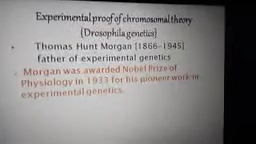 Experimental proof of chromosomal theory
(Drosophila genetics)
Thomas Hunt Morgan [1866-1945]
father of experimental genetics
Morgan was awarded Nobel Prize of
Physiology in 1933 for his pioneer work in
experimental genetics.